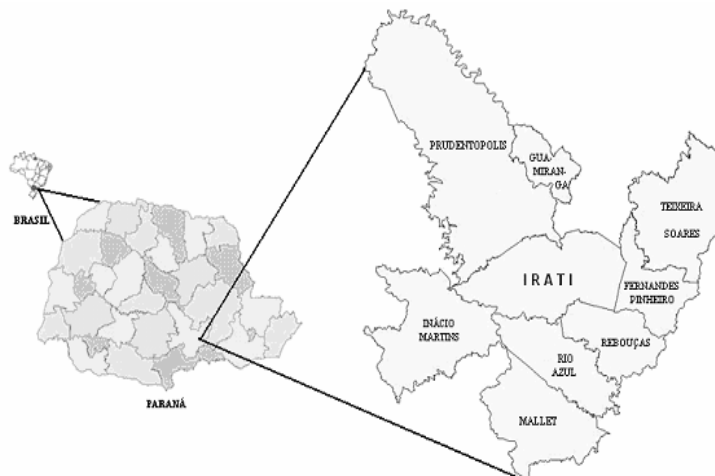 BRASIL
PARANÁ
PRUDENTOPOLIS
GUA
MIRAN-
GA
TEIXEIRA
SOARES
IRATI
FERNANDES
PINHEIRO
INÁCIO
MARTINS
REBOUÇAS
RIO
AZUL
MALLET